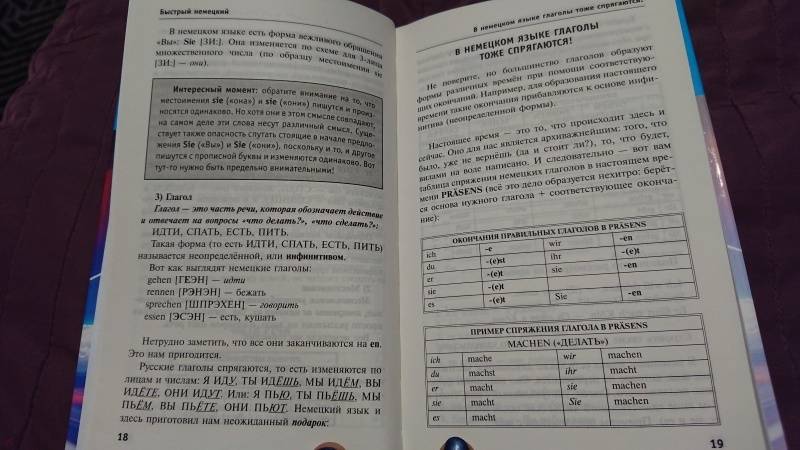 Быстрый немецкий
В немецком языке есть форма вежливого обращения
«Вы»: Sie [ЗИ:]. Она изменяется по схеме для 3-лица
множественного числа (по образцу местоимения sie
[ЗИ:] — они).
Интересный момент: обратите внимание на то, что
местоимения sie («она») и sie («они») пишутся и произ-
носятся одинаково. Но хотя они в этом смысле совпадают,
на самом деле эти слова несут различный смысл. (Суще-
ствует также опасность спутать стоящие в начале предло-
жения Sie («Вы») и Sie («они»), поскольку и то, и другое
пишутся с прописной буквы и изменяются одинаково. Вот
тут-то нужно быть предельно внимательными!
3) Глагол
Глагол — это часть речи, которая обозначает действие
и отвечает на вопросы «что делать?», «что сделать?»:
ИДТИ, СПАТЬ, ЕСТЬ, ПИТЬ.
Такая форма (то есть ИДТИ, СПАТЬ, ЕСТЬ, ПИТЬ)
называется неопределённой, или инфинитивом.
Вот как выглядят немецкие глаголы:
gehen [ГЕЭН] — идти
rennen [РЭНЭН] — бежать
sprechen [ШПРЭХЕН] — говорить
essen [ЭСЭН] — есть, кушать
Нетрудно заметить, что все они заканчиваются на en.
Это нам пригодится.
Русские глаголы спрягаются, то есть изменяются по
лицам и числам: Я ИДУ, ТЫ ИДЁШЬ, МЫ ИДЁМ, ВЫ
ИДЁТЕ, ОНИ ИДУТ. Или: Я ПЬЮ, ТЫ ПЬЁШЬ, МЫ
ПЬЁМ, ВЫ ПЬЁТЕ, ОНИ ПЬЮТ. Немецкий язык и
здесь приготовил нам неожиданный подарок:
18
В немецком языке глаголы тоже спрягаются!
В НЕМЕЦКОМ ЯЗЫКЕ ГЛАГОЛЫ
ТОЖЕ СПРЯГАЮТСЯ!
Не поверите, но большинство глаголов образуют
формы различных времён при помощи соответствую-
щих окончаний. Например, для образования настоящего
времени такие окончания прибавляются к основе инфи-
нитива (неопределенной формы).
Настоящее время — это то, что происходит здесь и
сейчас. Оно для нас является архиважнейшим: того, что
было, уже не вернёшь (да и стоит ли?), то, что будет,
вилами на воде написано. И следовательно — вот вам
таблица спряжения немецких глаголов в настоящем вре-
мени PRÄSENS (всё это дело образуется нехитро: берёт-
ся основа нужного глагола + соответствующее оконча-
ние):
ОКОНЧАНИЯ ПРАВИЛЬНЫХ ГЛАГОЛОВ В PRÄSENS
ich -e wir -en
du -(e)st ihr -(e)t
er -(e)t sie -en
sie -(e)t
es -(e)t Sie -en
ПРИМЕР СПРЯЖЕНИЯ ГЛАГОЛА В PRÄSENS
MACHEN («ДЕЛАТЬ»)
ich mache wir machen
du machst ihr macht
er macht sie machen
sie macht Sie machen
es macht
19